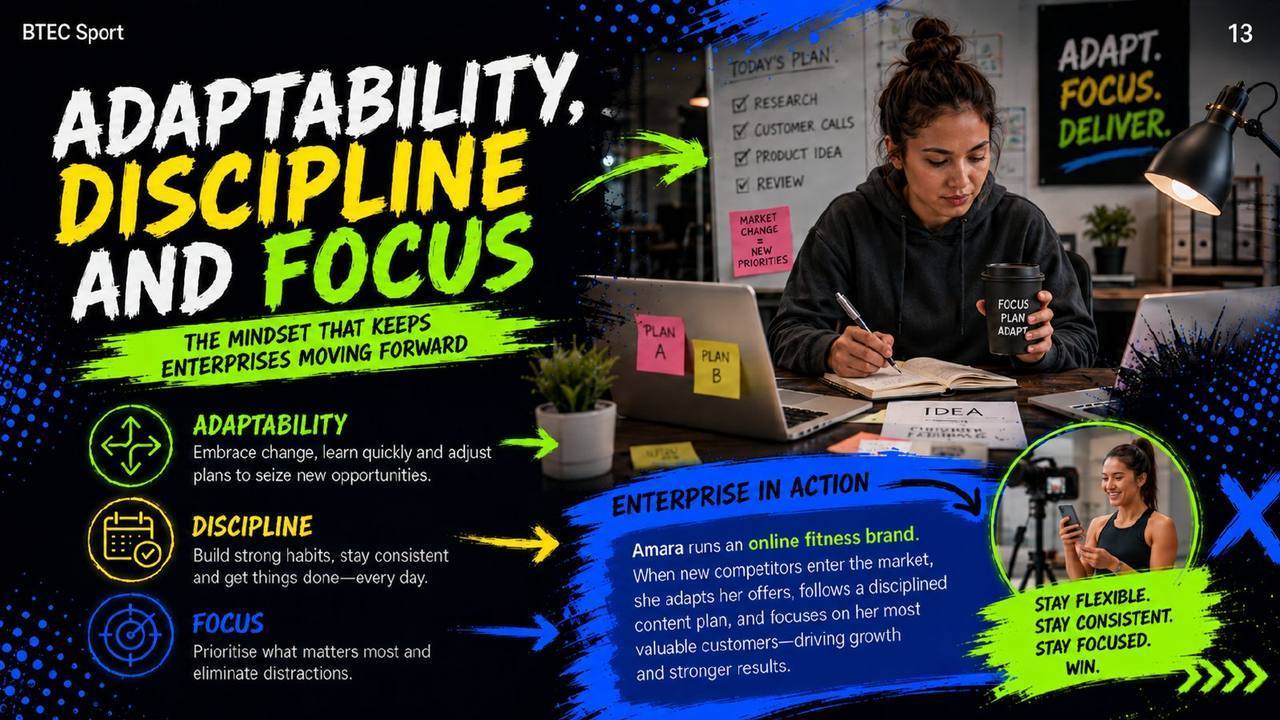 BTEC Sport
13
ADAPTABILITY,
DISCIPLINE
AND FOCUS
THE MINDSET THAT KEEPS
ENTERPRISES MOVING FORWARD
ADAPTABILITY
Embrace change, learn quickly and adjust
plans to seize new opportunities.
DISCIPLINE
Build strong habits, stay consistent
and get things done—every day.
FOCUS
Prioritise what matters most and
eliminate distractions.
TODAY'S PLAN.
RESEARCH
CUSTOMER CALLS
PRODUCT IDEA
REVIEW
MARKET
CHANGE
=
NEW
PRIORITIES
ADAPT.
FOCUS.
DELIVER.
PLAN
A
PLAN
B
FOCUS
PLAN
ADAPT
IDEA
ENTERPRISE IN ACTION
Amara runs an online fitness brand.
When new competitors enter the market,
she adapts her offers, follows a disciplined
content plan, and focuses on her most
valuable customers—driving growth
and stronger results.
STAY FLEXIBLE.
STAY CONSISTENT.
STAY FOCUSED.
WIN.